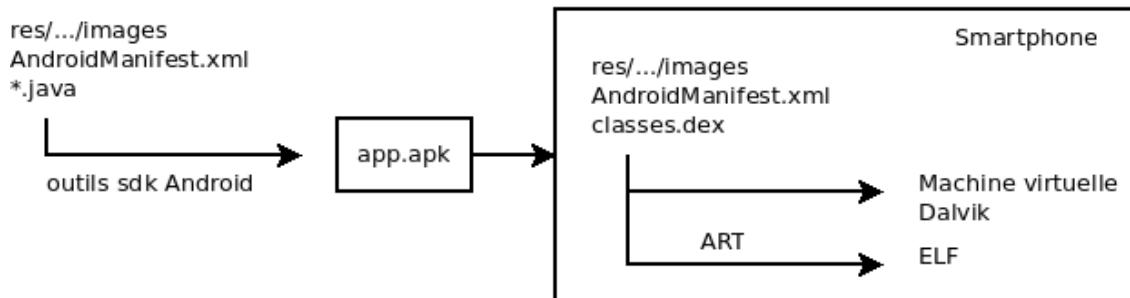 res/.../images
AndroidManifest.xml
*.java
outils sdk Android
app.apk
Smartphone
res/.../images
AndroidManifest.xml
classes.dex
Machine virtuelle
Dalvik
ART
ELF